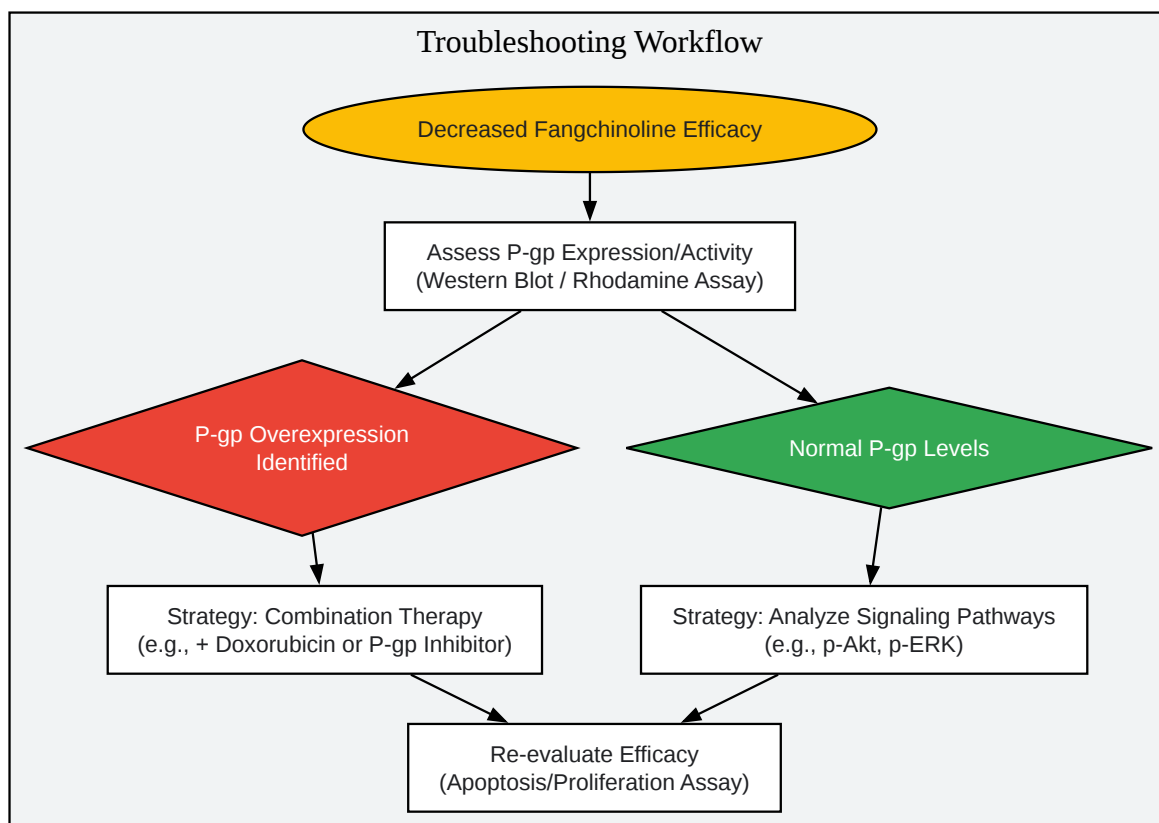 Troubleshooting Workflow
Decreased Fangchinoline Efficacy
Assess P-gp Expression/Activity
(Western Blot / Rhodamine Assay)
P-gp Overexpression
Identified
Normal P-gp Levels
Strategy: Combination Therapy
(e.g., + Doxorubicin or P-gp Inhibitor)
Strategy: Analyze Signaling Pathways
(e.g., p-Akt, p-ERK)
Re-evaluate Efficacy
(Apoptosis/Proliferation Assay)